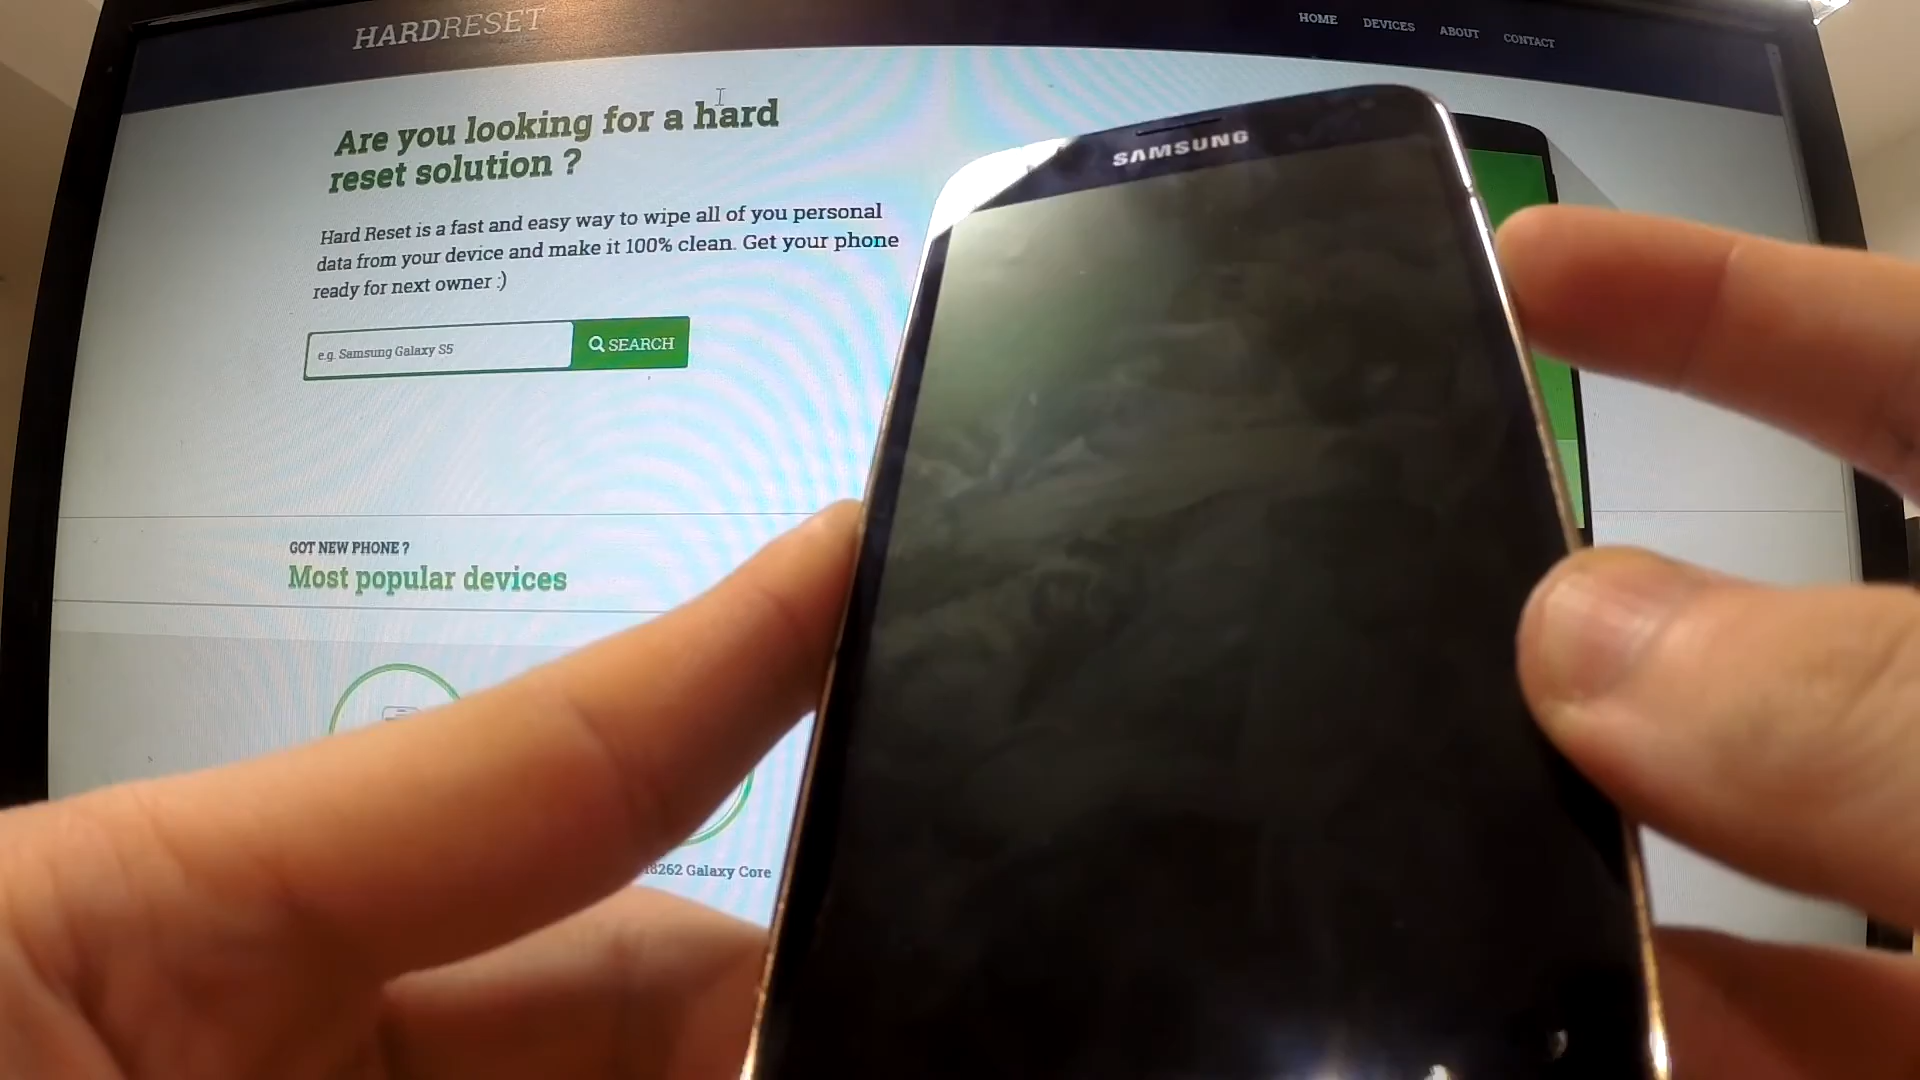 HARDRESET
HOME DEVICES ABOUT CONTACT
Are you looking for a hard
reset solution ?
Hard Reset is a fast and easy way to wipe all of you personal
data from your device and make it 100% clean. Get your phone
ready for next owner :)
e.g. Samsung Galaxy S5
SEARCH
SAMSUNG
GOT NEW PHONE ?
Most popular devices
Galaxy Core